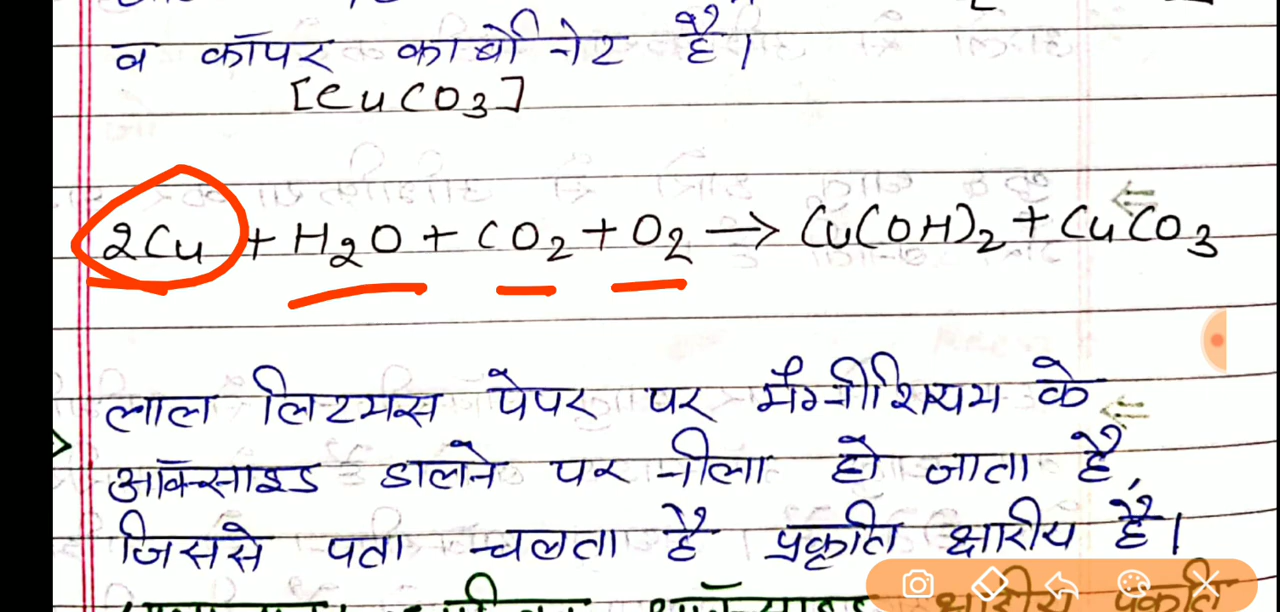 व कॉपर कार्बोनेट है।
[CuCO3]
2Cu + H2O + CO2 + O2 → Cu(OH)2 + CuCO3
लाल लिटमस पेपर पर मैग्नीशियम के
ऑक्साइड डालने पर नीला हो जाता है,
जिससे पता चलता है प्रकृति क्षारीय है।